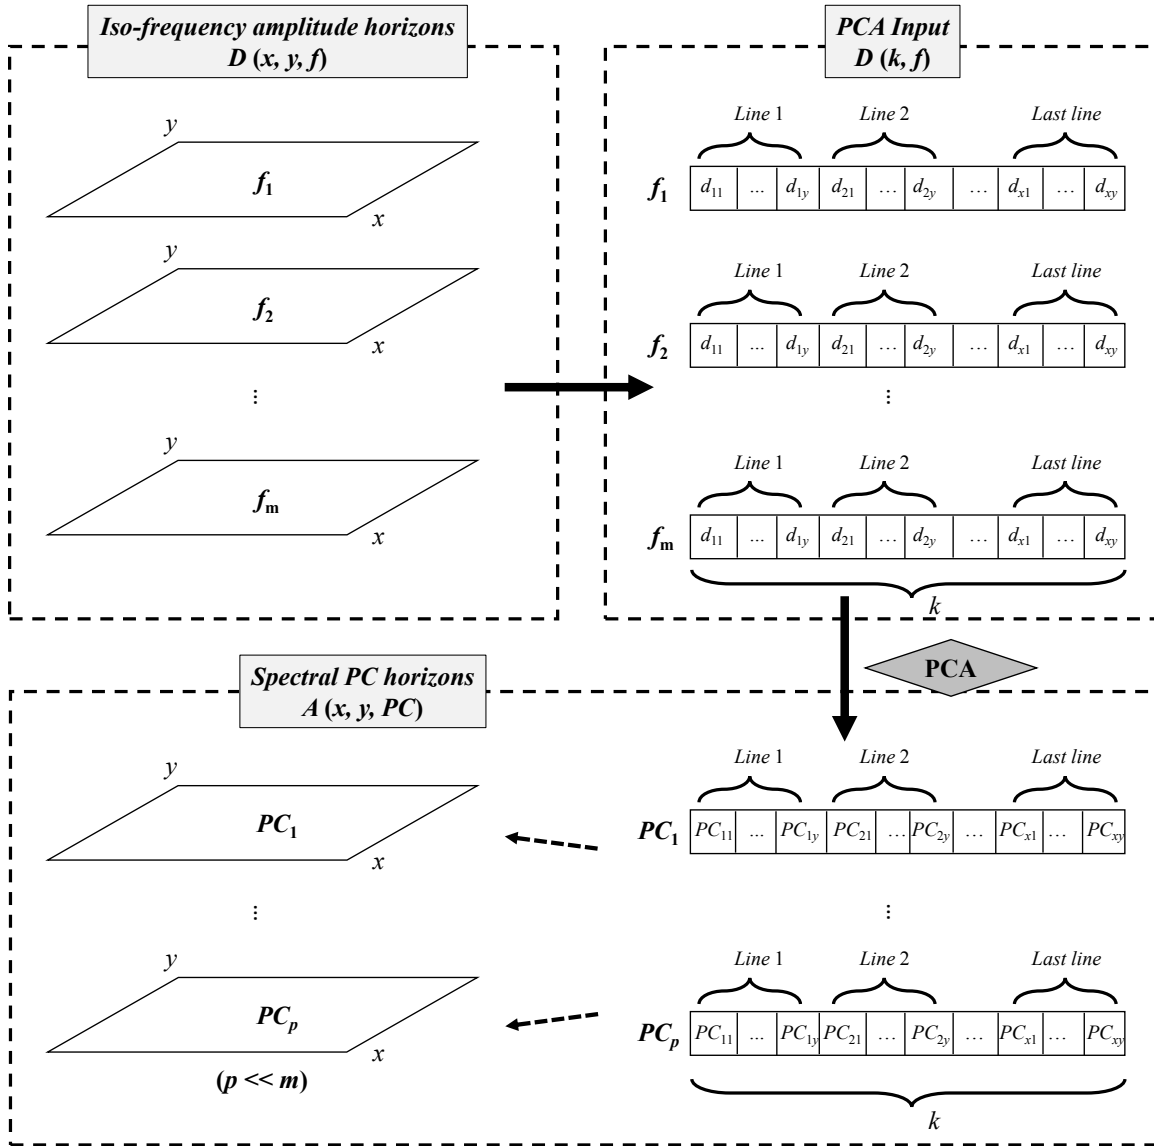 Iso-frequency amplitude horizons
D (x, y, f)
y
f₁
x
y
f₂
x
...
y
fₘ
x
PCA Input
D (k, f)
Line 1 Line 2 Last line
f₁ d₁₁ ... d₁y d₂₁ ... d₂y ... dₓ₁ ... dₓy
Line 1 Line 2 Last line
f₂ d₁₁ ... d₁y d₂₁ ... d₂y ... dₓ₁ ... dₓy
...
Line 1 Line 2 Last line
fₘ d₁₁ ... d₁y d₂₁ ... d₂y ... dₓ₁ ... dₓy
k
PCA
Spectral PC horizons
A (x, y, PC)
y
PC₁
x
...
y
PCₚ
x
(p << m)
Line 1 Line 2 Last line
PC₁ PC₁₁ ... PC₁y PC₂₁ ... PC₂y ... PCₓ₁ ... PCₓy
...
Line 1 Line 2 Last line
PCₚ PC₁₁ ... PC₁y PC₂₁ ... PC₂y ... PCₓ₁ ... PCₓy
k